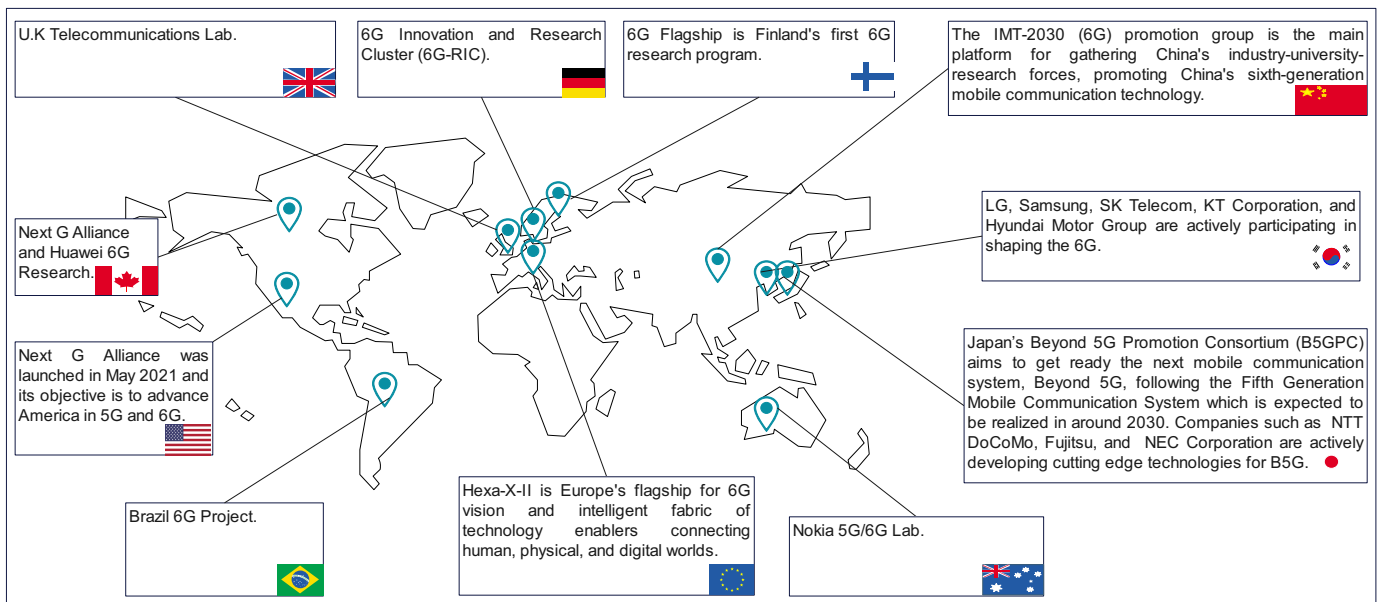 U.K Telecommunications Lab.
6G Innovation and Research
Cluster (6G-RIC).
6G Flagship is Finland's first 6G
research program.
The IMT-2030 (6G) promotion group is the main
platform for gathering China's industry-university-
research forces, promoting China's sixth-generation
mobile communication technology.
Next G Alliance
and Huawei 6G
Research.
LG, Samsung, SK Telecom, KT Corporation, and
Hyundai Motor Group are actively participating in
shaping the 6G.
Next G Alliance was
launched in May 2021 and
its objective is to advance
America in 5G and 6G.
Japan's Beyond 5G Promotion Consortium (B5GPC)
aims to get ready the next mobile communication
system, Beyond 5G, following the Fifth Generation
Mobile Communication System which is expected to
be realized in around 2030. Companies such as NTT
DoCoMo, Fujitsu, and NEC Corporation are actively
developing cutting edge technologies for B5G.
Brazil 6G Project.
Hexa-X-II is Europe's flagship for 6G
vision and intelligent fabric of
technology enablers connecting
human, physical, and digital worlds.
Nokia 5G/6G Lab.